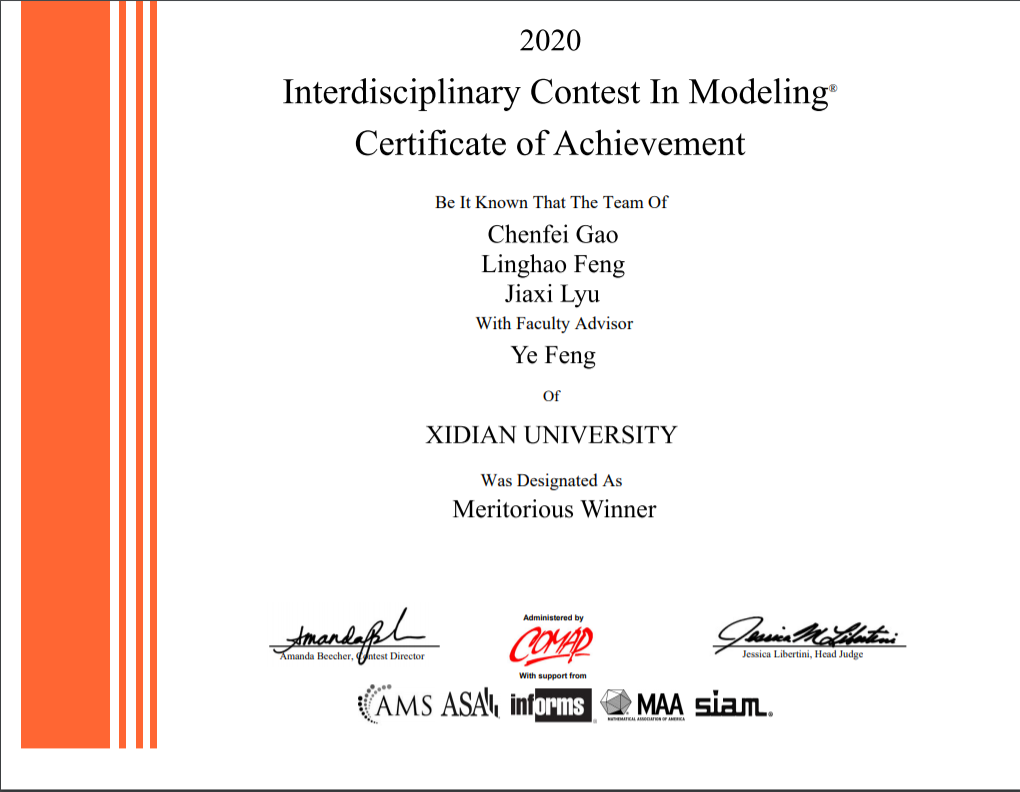 2020
Interdisciplinary Contest In Modeling®
Certificate of Achievement
Be It Known That The Team Of
Chenfei Gao
Linghao Feng
Jiaxi Lyu
With Faculty Advisor
Ye Feng
Of
XIDIAN UNIVERSITY
Was Designated As
Meritorious Winner
Amanda Beecher, Contest Director
Administered by
COMAP
Jessica M Libertini
Jessica Libertini, Head Judge
With support from
AMS ASA informs® MAA siam®
MATHEMATICAL ASSOCIATION OF AMERICA